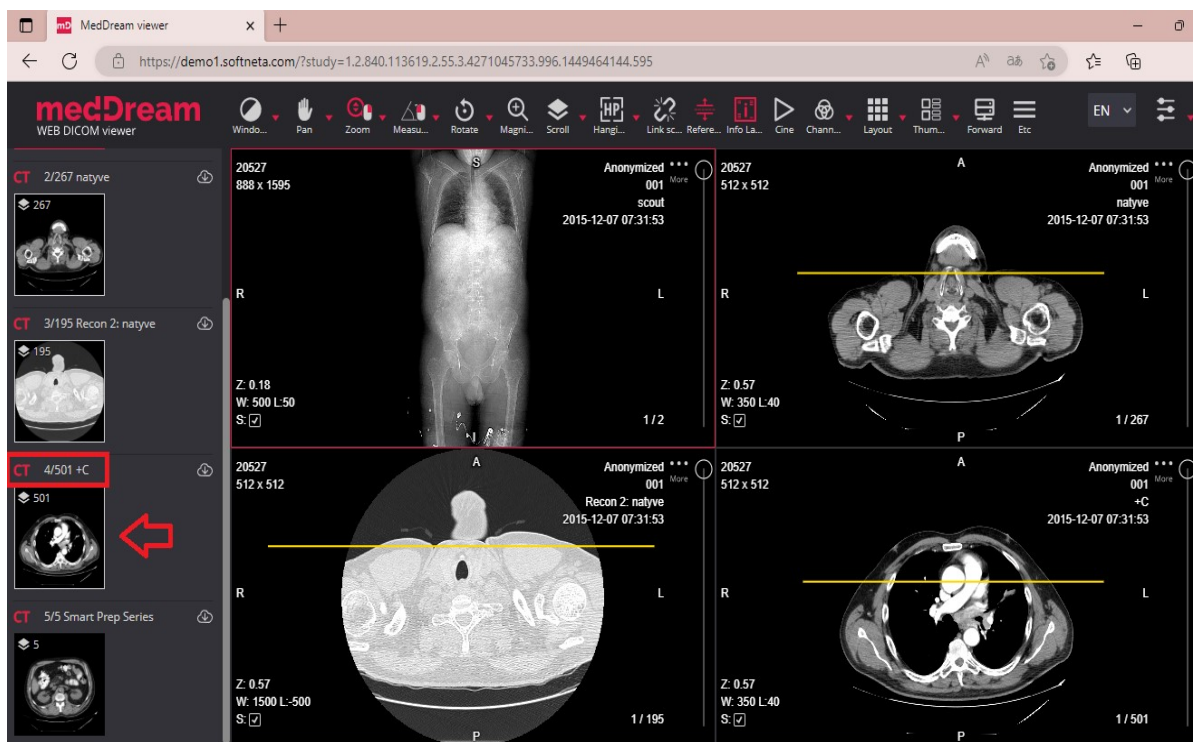 MedDream viewer
https://demo1.softneta.com/?study=1.2.840.113619.2.55.3.4271045733.996.1449464144.595
medDream
WEB DICOM viewer
Windo... Pan Zoom Measu... Rotate Magni... Scroll Hangi... Link sc... Refere... Info La... Cine Chann... Layout Thum... Forward Etc
EN
CT 2/267 natyve
267
CT 3/195 Recon 2: natyve
195
CT 4/501 +C
501
CT 5/5 Smart Prep Series
5
20527
888 x 1595
S
Anonymized
001 More
scout
2015-12-07 07:31:53
R
L
Z: 0.18
W: 500 L:50
S:
1 / 2
I
20527
512 x 512
A
Anonymized
001 More
natyve
2015-12-07 07:31:53
R
L
Z: 0.57
W: 350 L:40
S:
1 / 267
P
20527
512 x 512
A
Anonymized
001 More
Recon 2: natyve
2015-12-07 07:31:53
R
L
Z: 0.57
W: 1500 L:-500
S:
1 / 195
P
20527
512 x 512
A
Anonymized
001 More
+C
2015-12-07 07:31:53
R
L
Z: 0.57
W: 350 L:40
S:
1 / 501
P